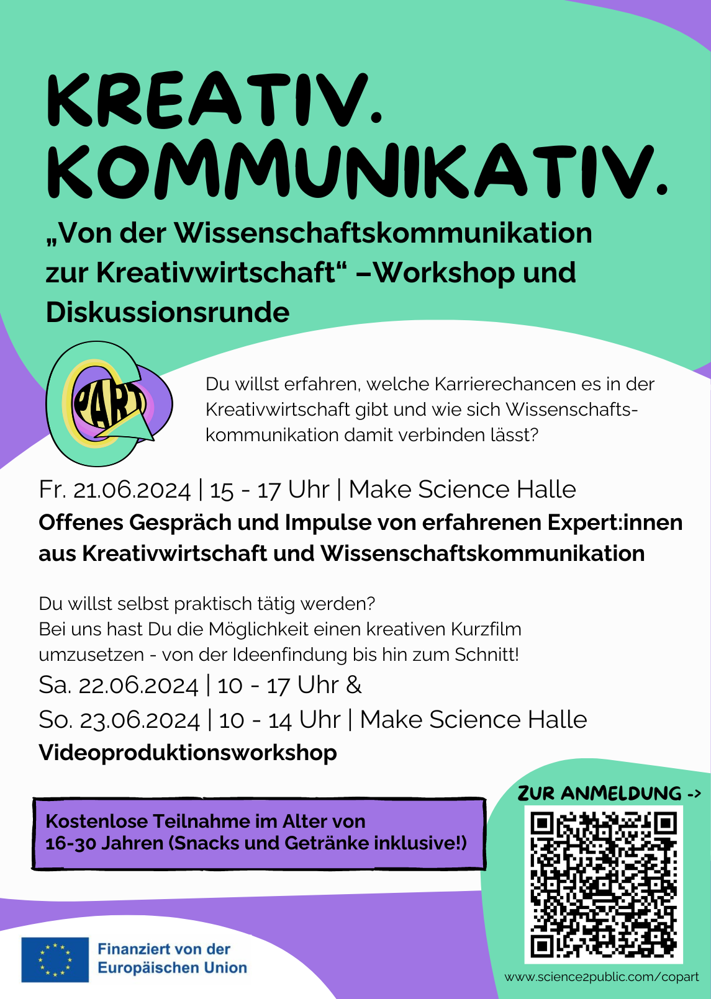 KREATIV.
KOMMUNIKATIV.
„Von der Wissenschaftskommunikation
zur Kreativwirtschaft“ –Workshop und
Diskussionsrunde
PART
Du willst erfahren, welche Karrierechancen es in der
Kreativwirtschaft gibt und wie sich Wissenschafts-
kommunikation damit verbinden lässt?
Fr. 21.06.2024 | 15 - 17 Uhr | Make Science Halle
Offenes Gespräch und Impulse von erfahrenen Expert:innen
aus Kreativwirtschaft und Wissenschaftskommunikation
Du willst selbst praktisch tätig werden?
Bei uns hast Du die Möglichkeit einen kreativen Kurzfilm
umzusetzen - von der Ideenfindung bis hin zum Schnitt!
Sa. 22.06.2024 | 10 - 17 Uhr &
So. 23.06.2024 | 10 - 14 Uhr | Make Science Halle
Videoproduktionsworkshop
Kostenlose Teilnahme im Alter von
16-30 Jahren (Snacks und Getränke inklusive!)
ZUR ANMELDUNG ->
www.science2public.com/copart
Finanziert von der
Europäischen Union